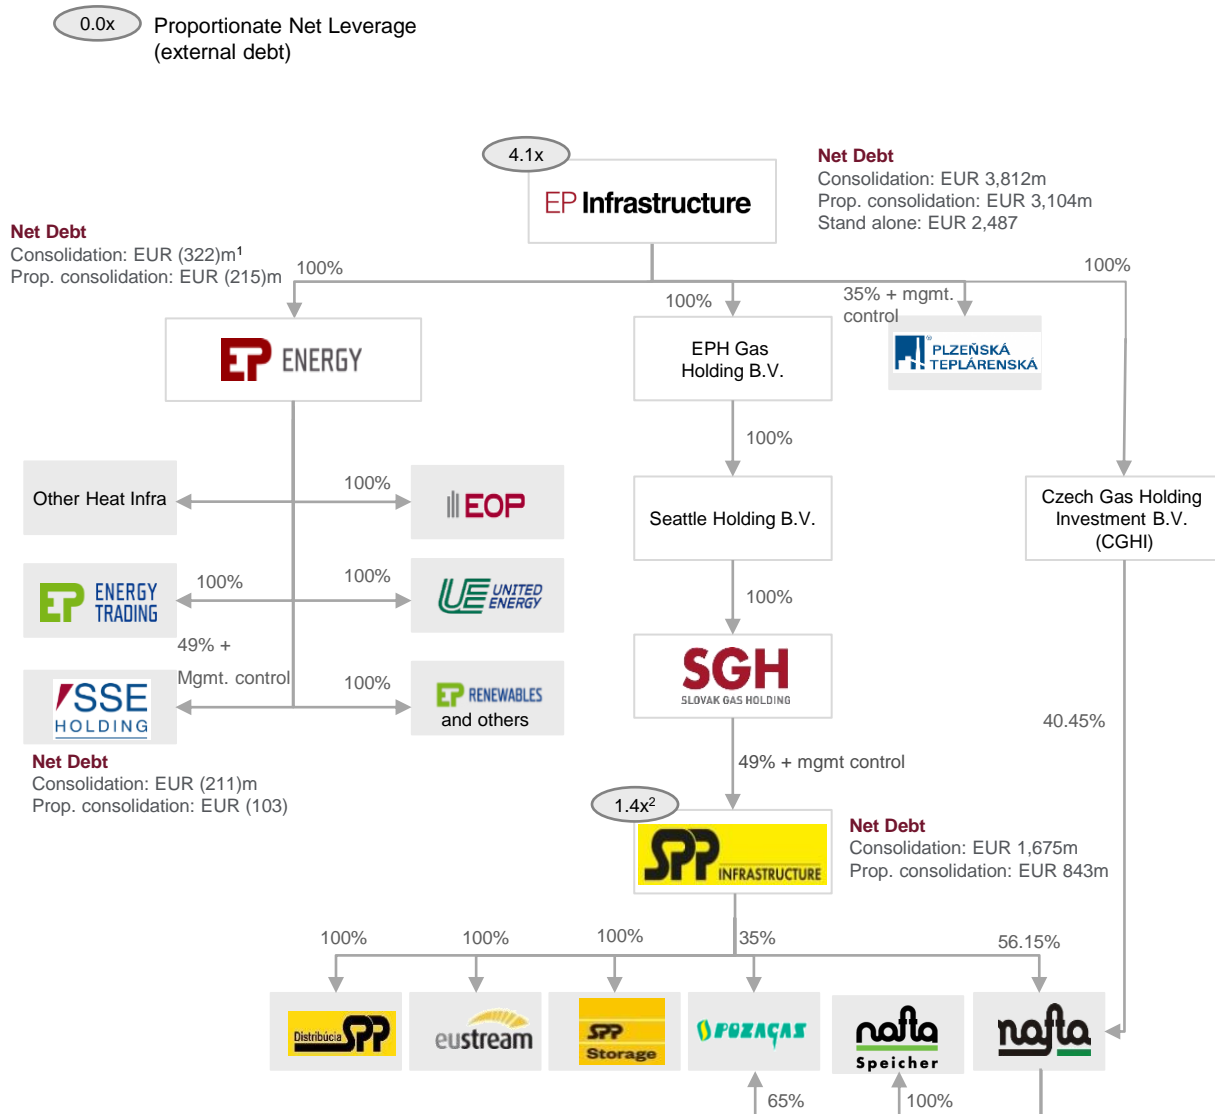 0.0x
Proportionate Net Leverage
(external debt)
4.1x
EP Infrastructure
Net Debt
Consolidation: EUR 3,812m
Prop. consolidation: EUR 3,104m
Stand alone: EUR 2,487
Net Debt
Consolidation: EUR (322)m¹
Prop. consolidation: EUR (215)m
100%
100%
35% + mgmt.
control
100%
EP ENERGY
EPH Gas
Holding B.V.
PLZEŇSKÁ
TEPLÁRENSKÁ
®
100%
Other Heat Infra
100%
EOP
Seattle Holding B.V.
Czech Gas Holding
Investment B.V.
(CGHI)
EP ENERGY
TRADING
100%
100%
UE UNITED
ENERGY
100%
49% +
Mgmt. control
SSE
HOLDING
100%
EP RENEWABLES
and others
SGH
SLOVAK GAS HOLDING
40.45%
Net Debt
Consolidation: EUR (211)m
Prop. consolidation: EUR (103)
49% + mgmt control
1.4x²
SPP INFRASTRUCTURE
Net Debt
Consolidation: EUR 1,675m
Prop. consolidation: EUR 843m
100%
100%
100%
35%
56.15%
Distribúcia SPP
eustream
SPP
Storage
POZAGAS
nafta
Speicher
nafta
65%
100%